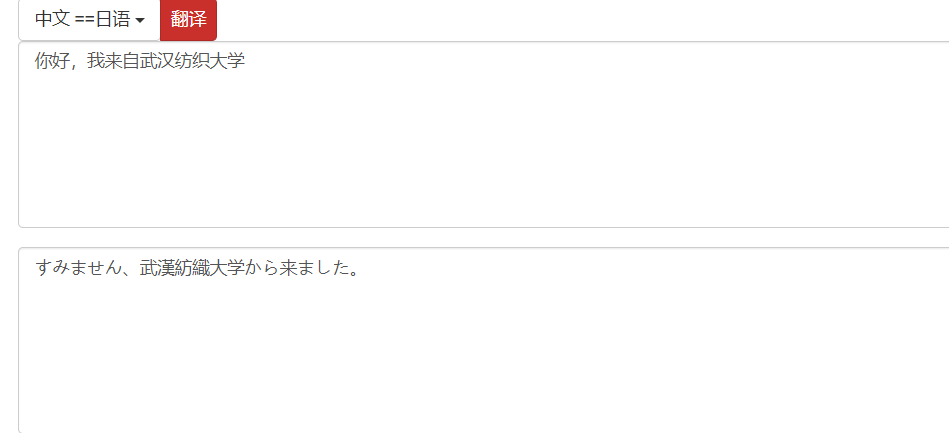 中文 ==日语 翻译
你好，我来自武汉纺织大学
すみません、武漢紡織大学から来ました。